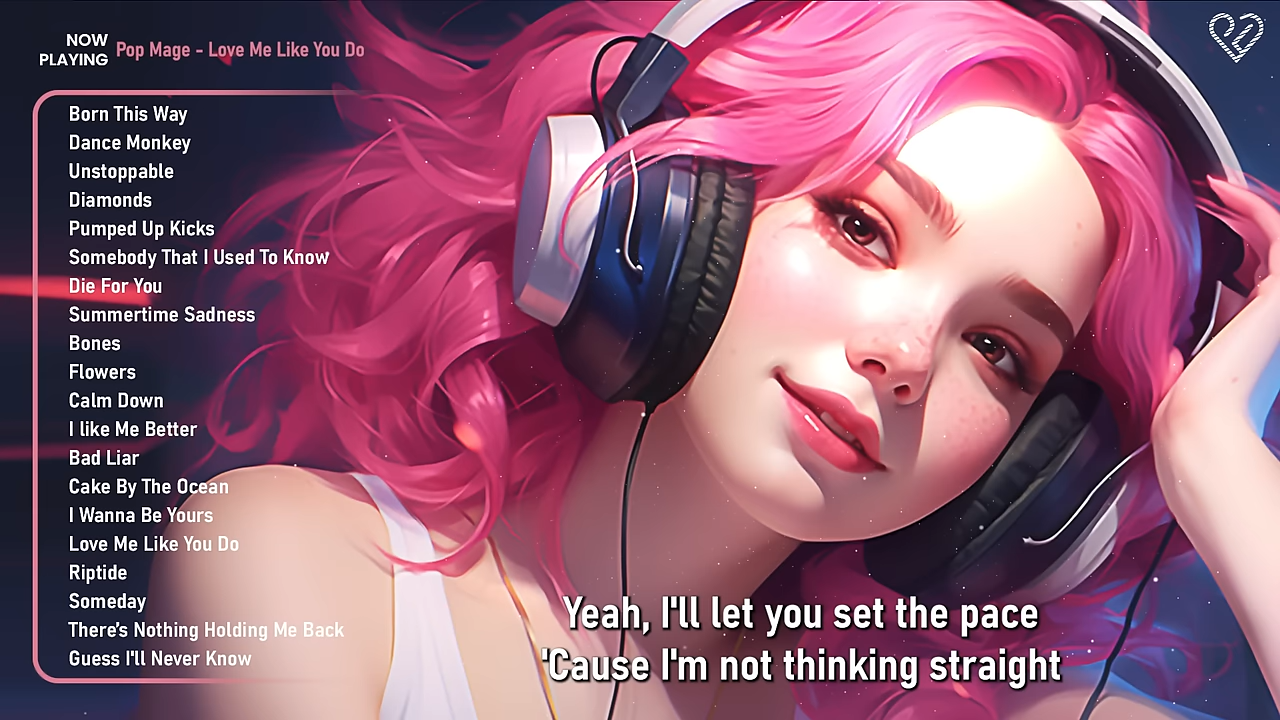 NOW
PLAYING
Pop Mage - Love Me Like You Do
Born This Way
Dance Monkey
Unstoppable
Diamonds
Pumped Up Kicks
Somebody That I Used To Know
Die For You
Summertime Sadness
Bones
Flowers
Calm Down
I like Me Better
Bad Liar
Cake By The Ocean
I Wanna Be Yours
Love Me Like You Do
Riptide
Someday
There's Nothing Holding Me Back
Guess I'll Never Know
Yeah, I'll let you set the pace
'Cause I'm not thinking straight